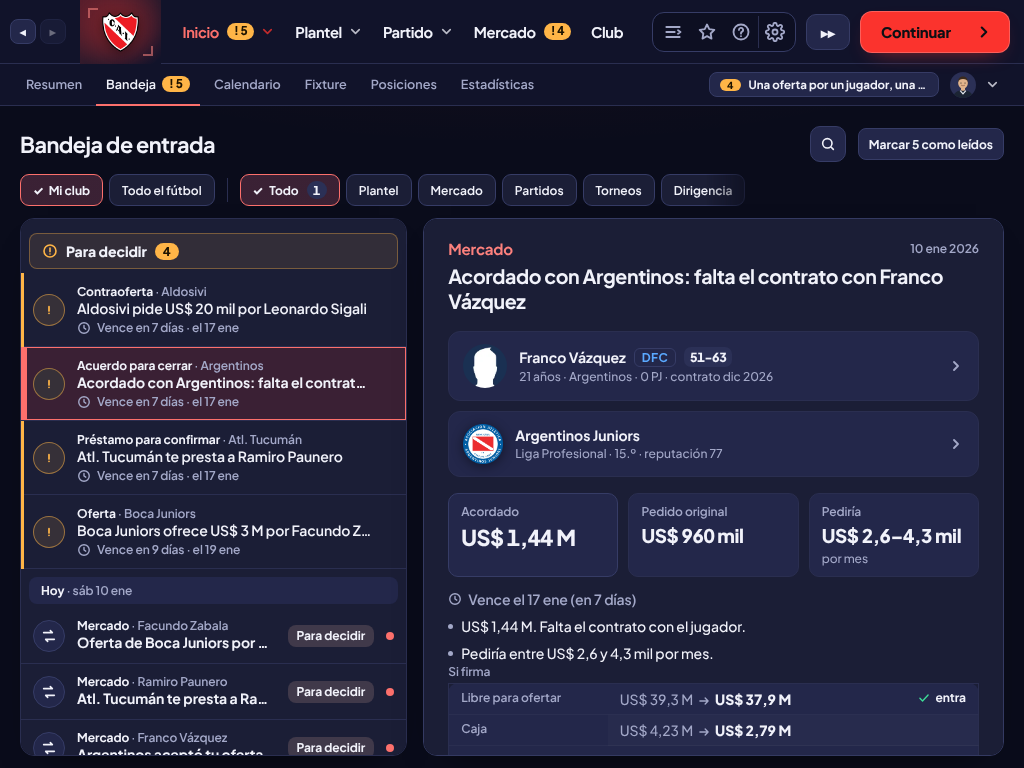 Inicio ! 5
Plantel
Partido
Mercado ! 4
Club
Continuar
Resumen
Bandeja ! 5
Calendario
Fixture
Posiciones
Estadísticas
4 Una oferta por un jugador, una ...
Bandeja de entrada
Marcar 5 como leídos
Mi club
Todo el fútbol
Todo 1
Plantel
Mercado
Partidos
Torneos
Dirigencia
Para decidir 4
Contraoferta · Aldosivi
Aldosivi pide US$ 20 mil por Leonardo Sigali
Vence en 7 días · el 17 ene
Acuerdo para cerrar · Argentinos
Acordado con Argentinos: falta el contrat...
Vence en 7 días · el 17 ene
Préstamo para confirmar · Atl. Tucumán
Atl. Tucumán te presta a Ramiro Paunero
Vence en 7 días · el 17 ene
Oferta · Boca Juniors
Boca Juniors ofrece US$ 3 M por Facundo Z...
Vence en 9 días · el 19 ene
Hoy · sáb 10 ene
Mercado · Facundo Zabala
Oferta de Boca Juniors por ...
Para decidir
Mercado · Ramiro Paunero
Atl. Tucumán te presta a Ra...
Para decidir
Mercado · Franco Vázquez
Argentinos aceptó tu oferta
Para decidir
Mercado
10 ene 2026
Acordado con Argentinos: falta el contrato con Franco
Vázquez
Franco Vázquez DFC 51–63
21 años · Argentinos · 0 PJ · contrato dic 2026
Argentinos Juniors
Liga Profesional · 15.º · reputación 77
Acordado
US$ 1,44 M
Pedido original
US$ 960 mil
Pediría
US$ 2,6–4,3 mil
por mes
Vence el 17 ene (en 7 días)
• US$ 1,44 M. Falta el contrato con el jugador.
• Pediría entre US$ 2,6 y 4,3 mil por mes.
Si firma
Libre para ofertar US$ 39,3 M → US$ 37,9 M entra
Caja US$ 4,23 M → US$ 2,79 M